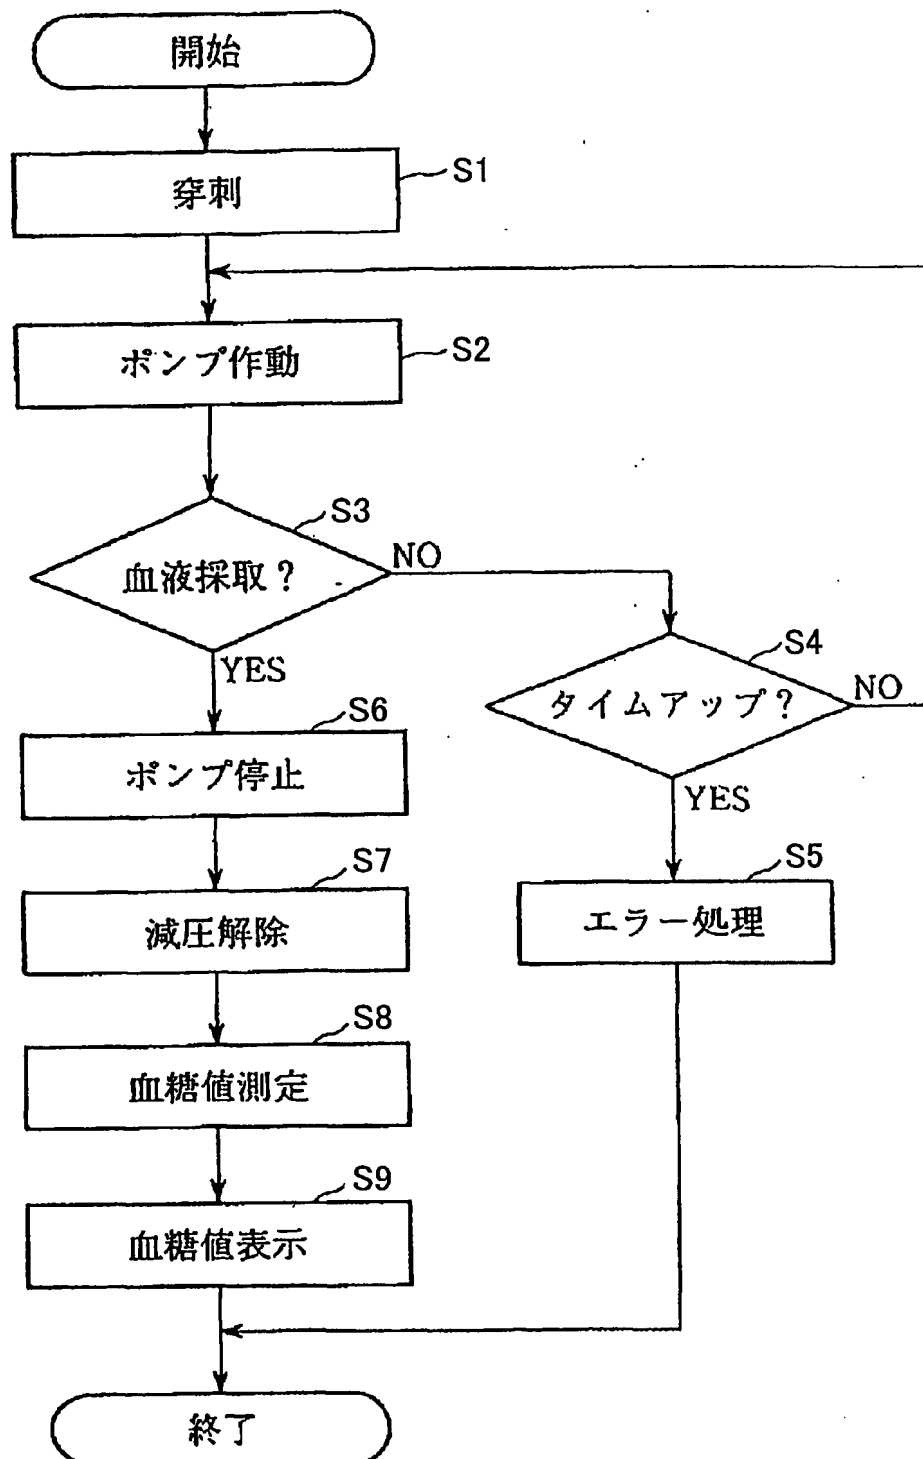 開始
穿刺
S1
ポンプ作動
S2
S3
血液採取?
NO
YES
S4
タイムアップ?
NO
YES
S6
ポンプ停止
S5
エラー処理
S7
減圧解除
S8
血糖値測定
S9
血糖値表示
終了